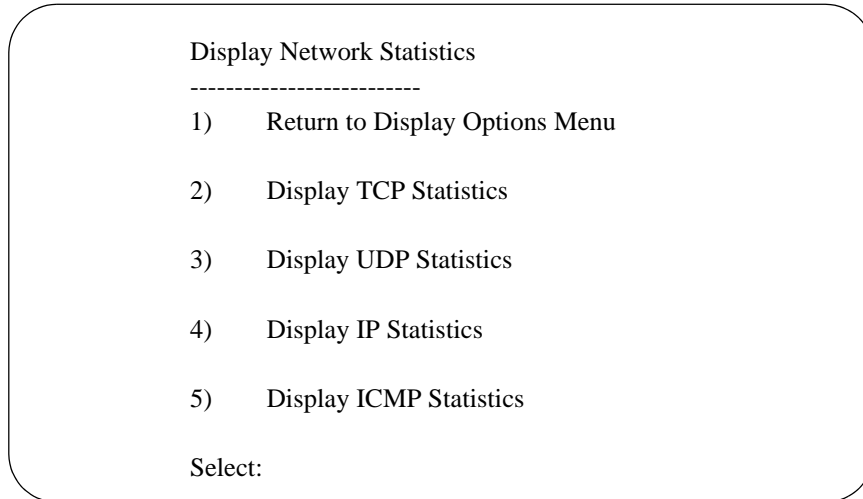 Display Network Statistics
--------------------------
1) Return to Display Options Menu
2) Display TCP Statistics
3) Display UDP Statistics
4) Display IP Statistics
5) Display ICMP Statistics
Select: